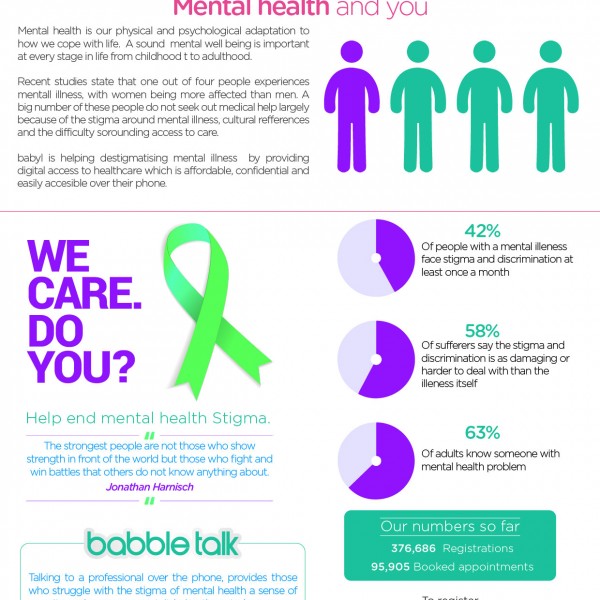 Mental health and you
Mental health is our physical and psychological adaptation to
how we cope with life. A sound mental well being is important
at every stage in life from childhood t to adulthood.
Recent studies state that one out of four people experiences
mentall illness, with women being more affected than men. A
big number of these people do not seek out medical help largely
because of the stigma around mental illness, cultural refferences
and the difficulty sorounding access to care.
babyl is helping destigmatising mental illness by providing
digital access to healthcare which is affordable, confidential and
easily accesible over their phone.
WE
CARE.
DO
YOU?
Help end mental health Stigma.
"
The strongest people are not those who show
strength in front of the world but those who fight and
win battles that others do not know anything about.
Jonathan Harnisch
"
babble talk
Talking to a professional over the phone, provides those
who struggle with the stigma of mental health a sense of
42%
Of people with a mental illeness
face stigma and discrimination at
least once a month
58%
Of sufferers say the stigma and
discrimination is as damaging or
harder to deal with than the
illeness itself
63%
Of adults know someone with
mental health problem
Our numbers so far
376,686 Registrations
95,905 Booked appointments
To register